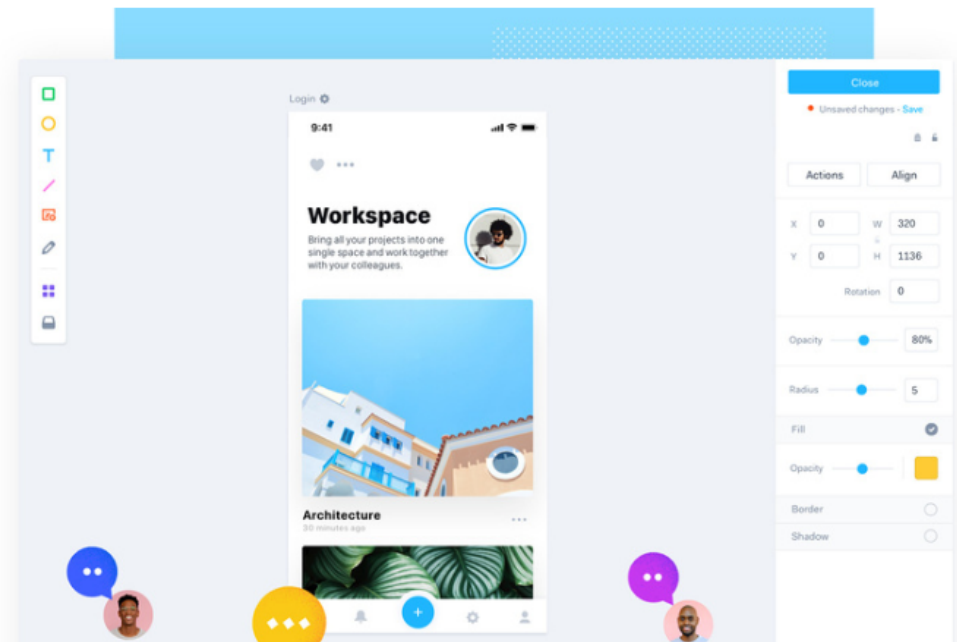 Login
9:41
Workspace
Bring all your projects into one
single space and work together
with your colleagues.
Architecture
30 minutes ago
T
Close
Unsaved changes - Save
Actions Align
X 0 W 320
Y 0 H 1136
Rotation 0
Opacity 80%
Radius 5
Fill
Opacity
Border
Shadow